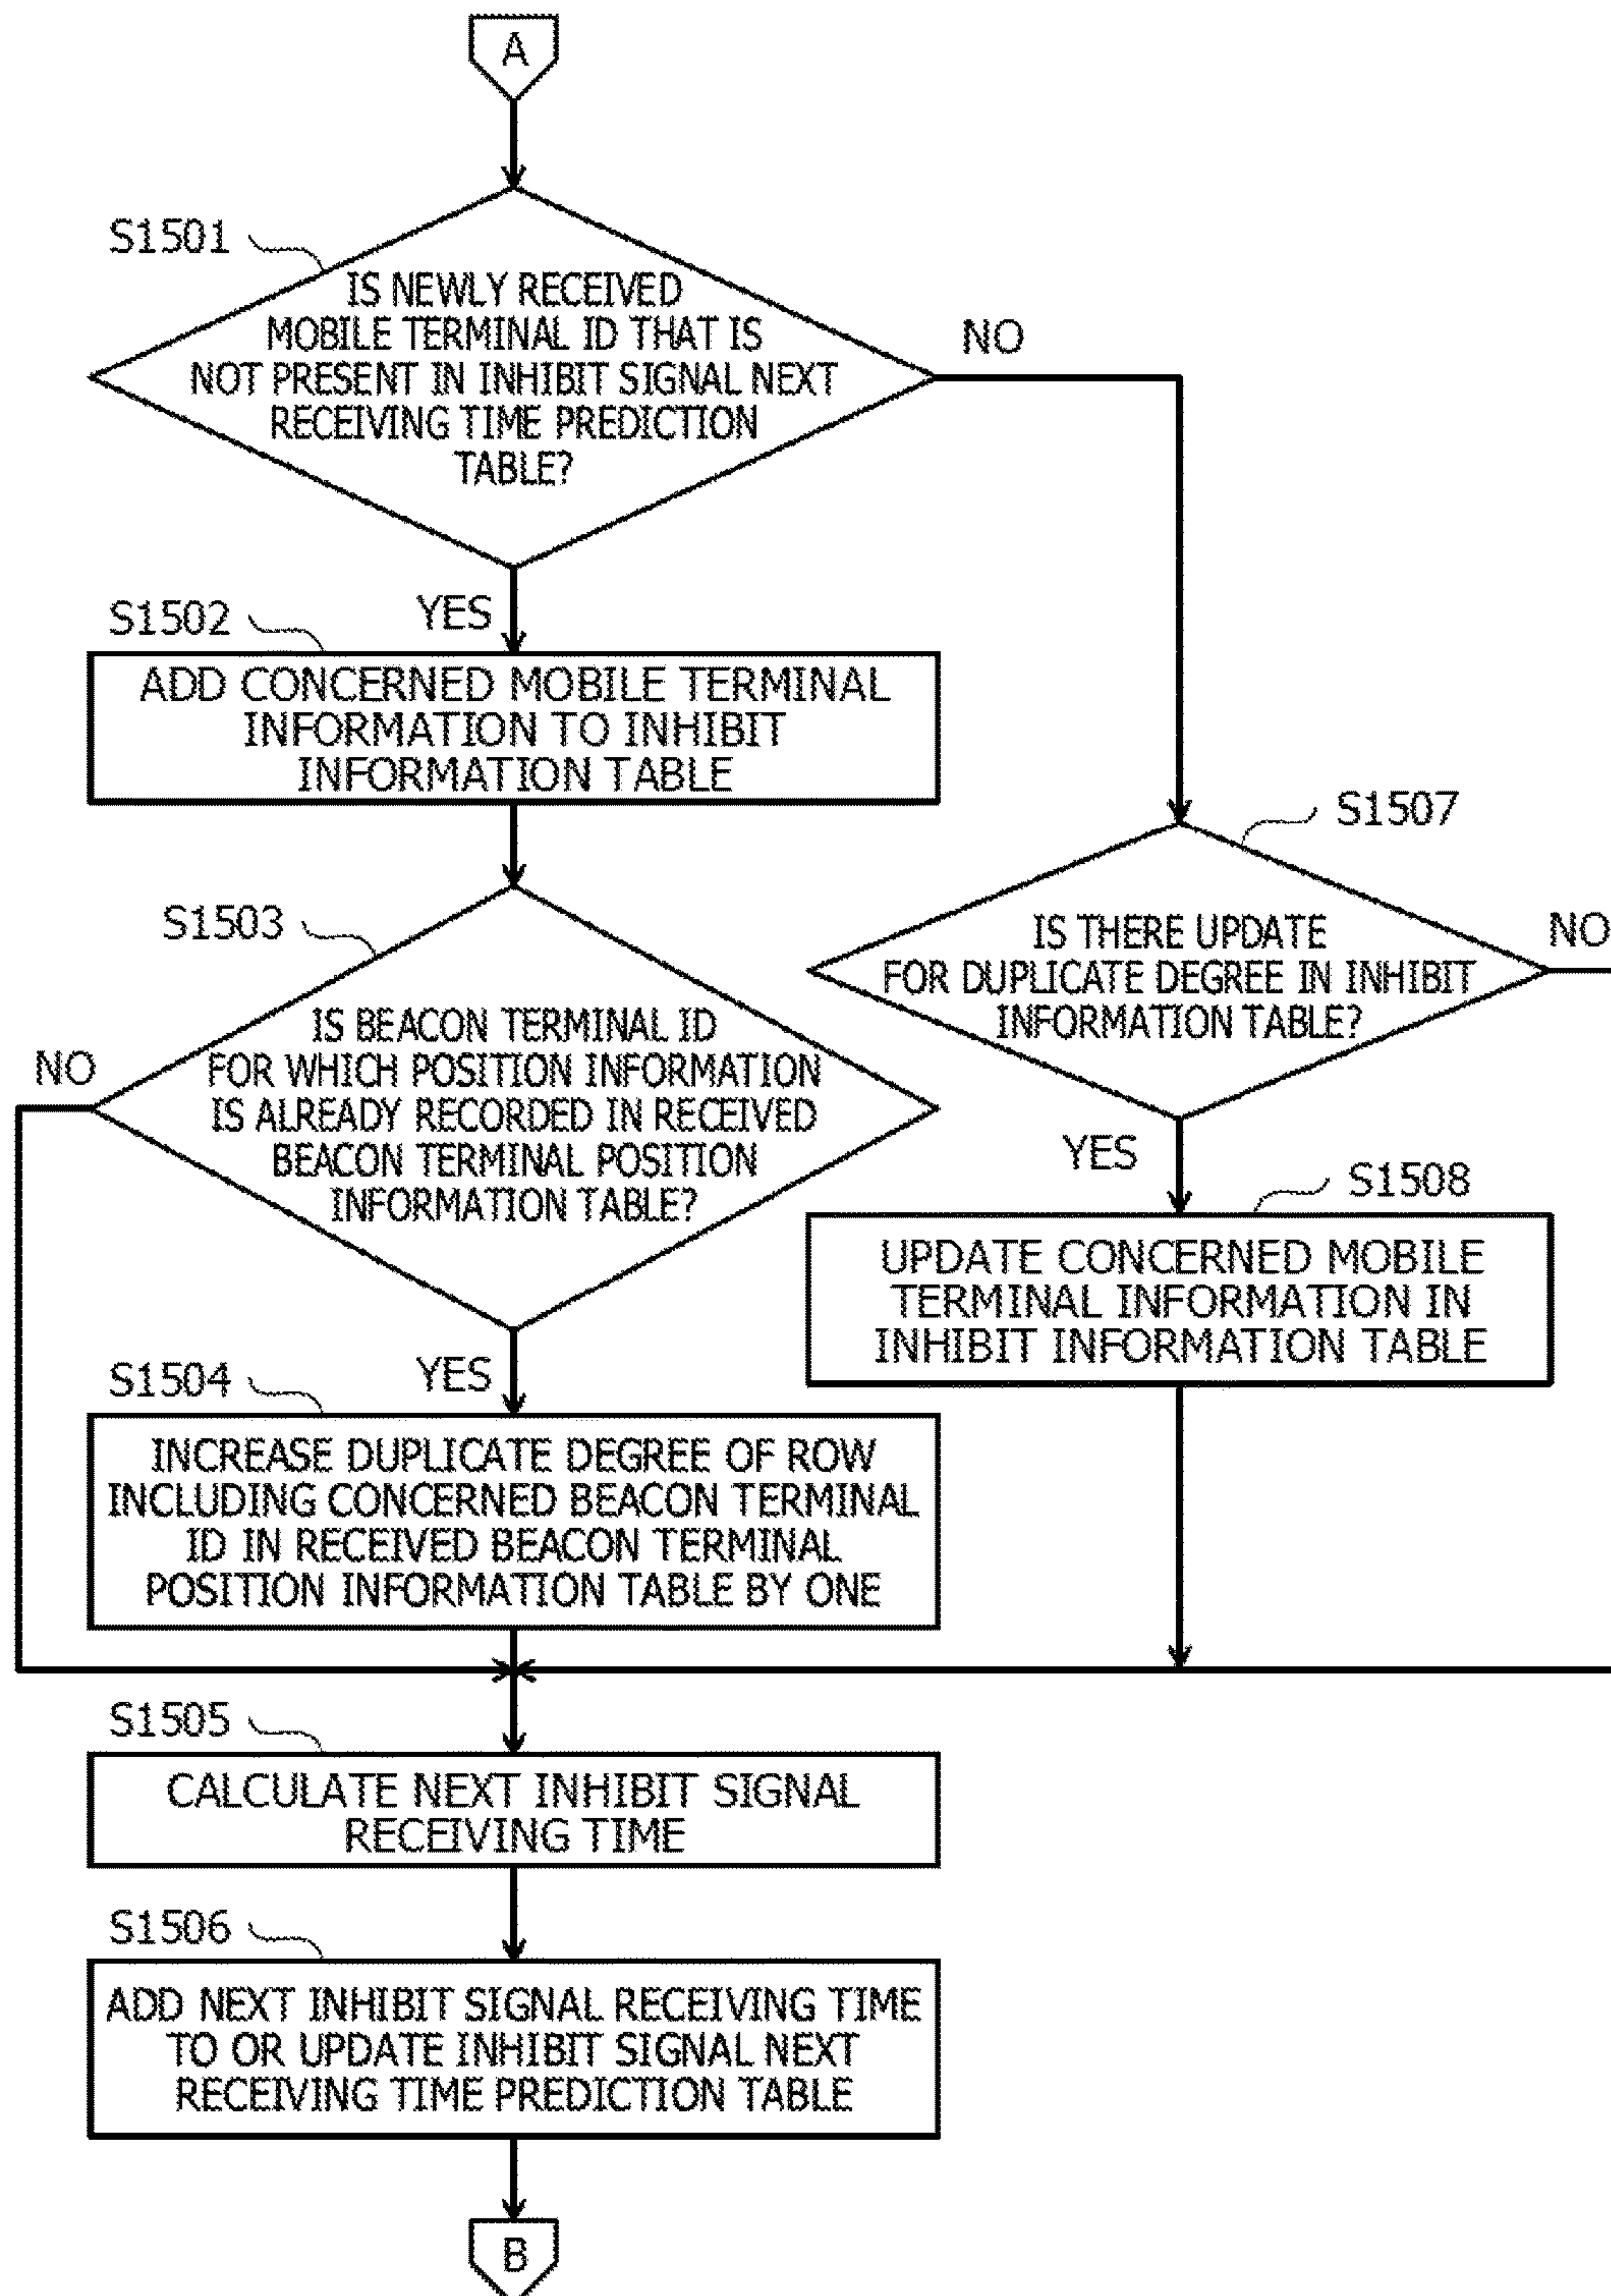 A
S1501
IS NEWLY RECEIVED
MOBILE TERMINAL ID THAT IS
NOT PRESENT IN INHIBIT SIGNAL NEXT
RECEIVING TIME PREDICTION
TABLE?
NO
YES
S1502
ADD CONCERNED MOBILE TERMINAL
INFORMATION TO INHIBIT
INFORMATION TABLE
S1503
IS BEACON TERMINAL ID
FOR WHICH POSITION INFORMATION
IS ALREADY RECORDED IN RECEIVED
BEACON TERMINAL POSITION
INFORMATION TABLE?
NO
YES
S1507
IS THERE UPDATE
FOR DUPLICATE DEGREE IN INHIBIT
INFORMATION TABLE?
NO
YES
S1508
UPDATE CONCERNED MOBILE
TERMINAL INFORMATION IN
INHIBIT INFORMATION TABLE
S1504
INCREASE DUPLICATE DEGREE OF ROW
INCLUDING CONCERNED BEACON TERMINAL
ID IN RECEIVED BEACON TERMINAL
POSITION INFORMATION TABLE BY ONE
S1505
CALCULATE NEXT INHIBIT SIGNAL
RECEIVING TIME
S1506
ADD NEXT INHIBIT SIGNAL RECEIVING TIME
TO OR UPDATE INHIBIT SIGNAL NEXT
RECEIVING TIME PREDICTION TABLE
B